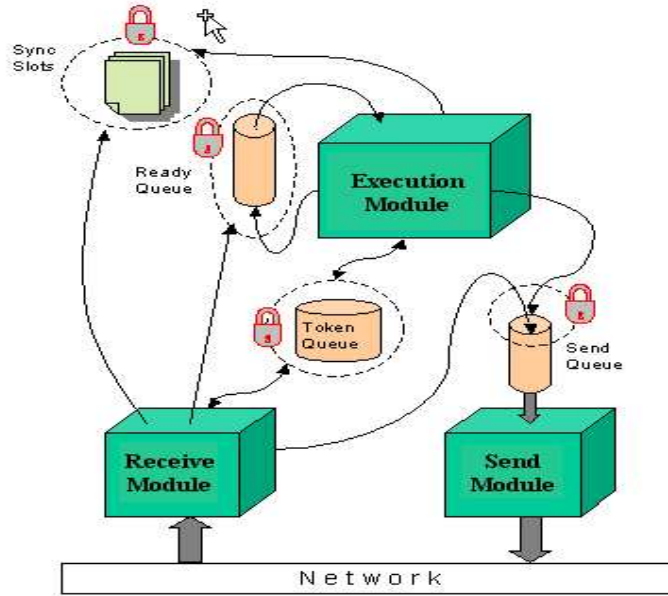 Sync
Slots
Ready
Queue
Execution
Module
Token
Queue
Send
Queue
Receive
Module
Send
Module
Network